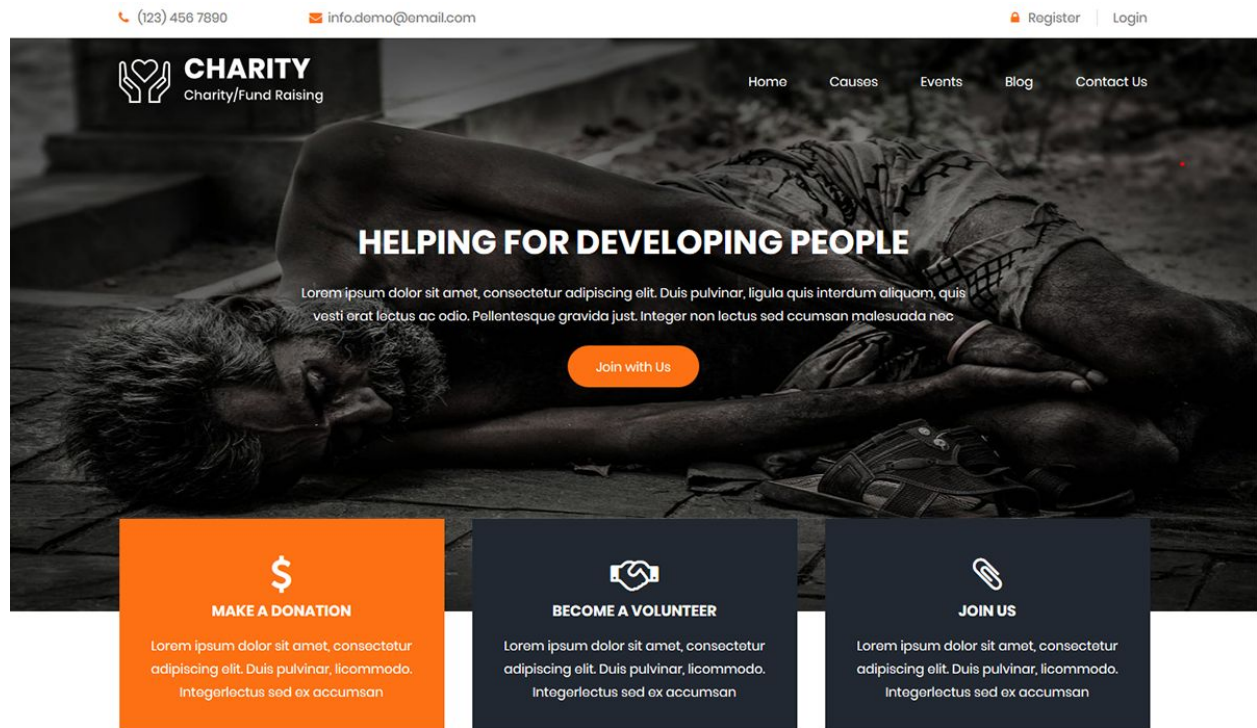 (123) 456 7890
info.demo@email.com
Register
Login
CHARITY
Charity/Fund Raising
Home
Causes
Events
Blog
Contact Us
HELPING FOR DEVELOPING PEOPLE
Lorem ipsum dolor sit amet, consectetur adipiscing elit. Duis pulvinar, ligula quis interdum aliquam, quis
vesti erat lectus ac odio. Pellentesque gravida just. Integer non lectus sed ccumsan malesuada nec
Join with Us
MAKE A DONATION
Lorem ipsum dolor sit amet, consectetur
adipiscing elit. Duis pulvinar, licommodo.
Integerlectus sed ex accumsan
BECOME A VOLUNTEER
Lorem ipsum dolor sit amet, consectetur
adipiscing elit. Duis pulvinar, licommodo.
Integerlectus sed ex accumsan
JOIN US
Lorem ipsum dolor sit amet, consectetur
adipiscing elit. Duis pulvinar, licommodo.
Integerlectus sed ex accumsan